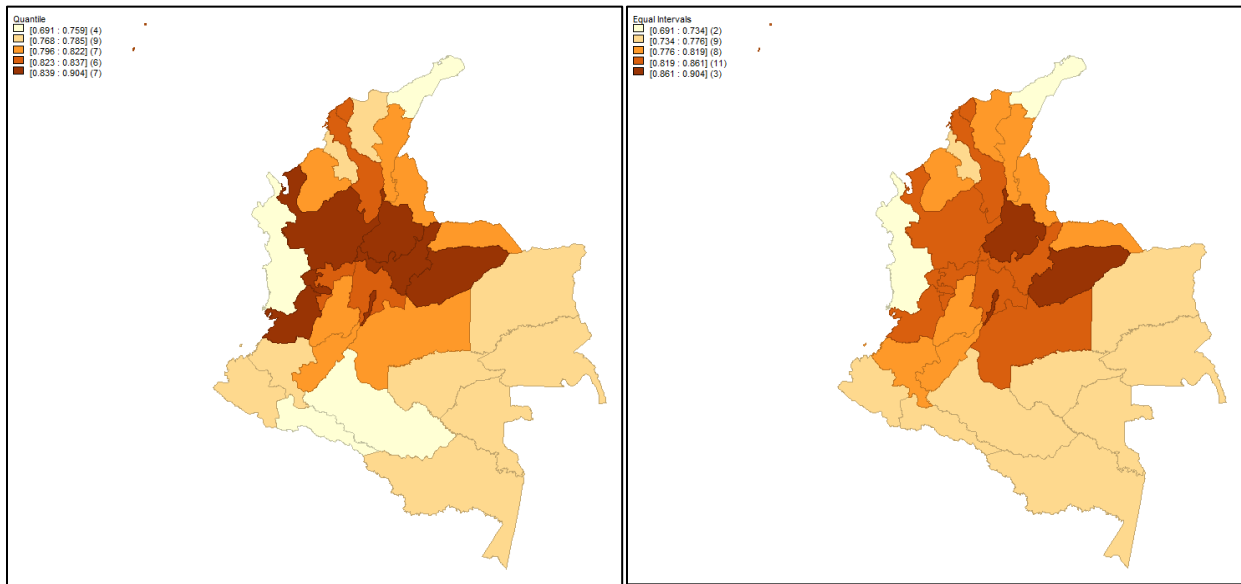 Quantile
[0.691 : 0.759] (4)
[0.768 : 0.785] (9)
[0.796 : 0.822] (7)
[0.823 : 0.837] (6)
[0.839 : 0.904] (7)
Equal Intervals
[0.691 : 0.734] (2)
[0.734 : 0.776] (9)
[0.776 : 0.819] (8)
[0.819 : 0.861] (11)
[0.861 : 0.904] (3)